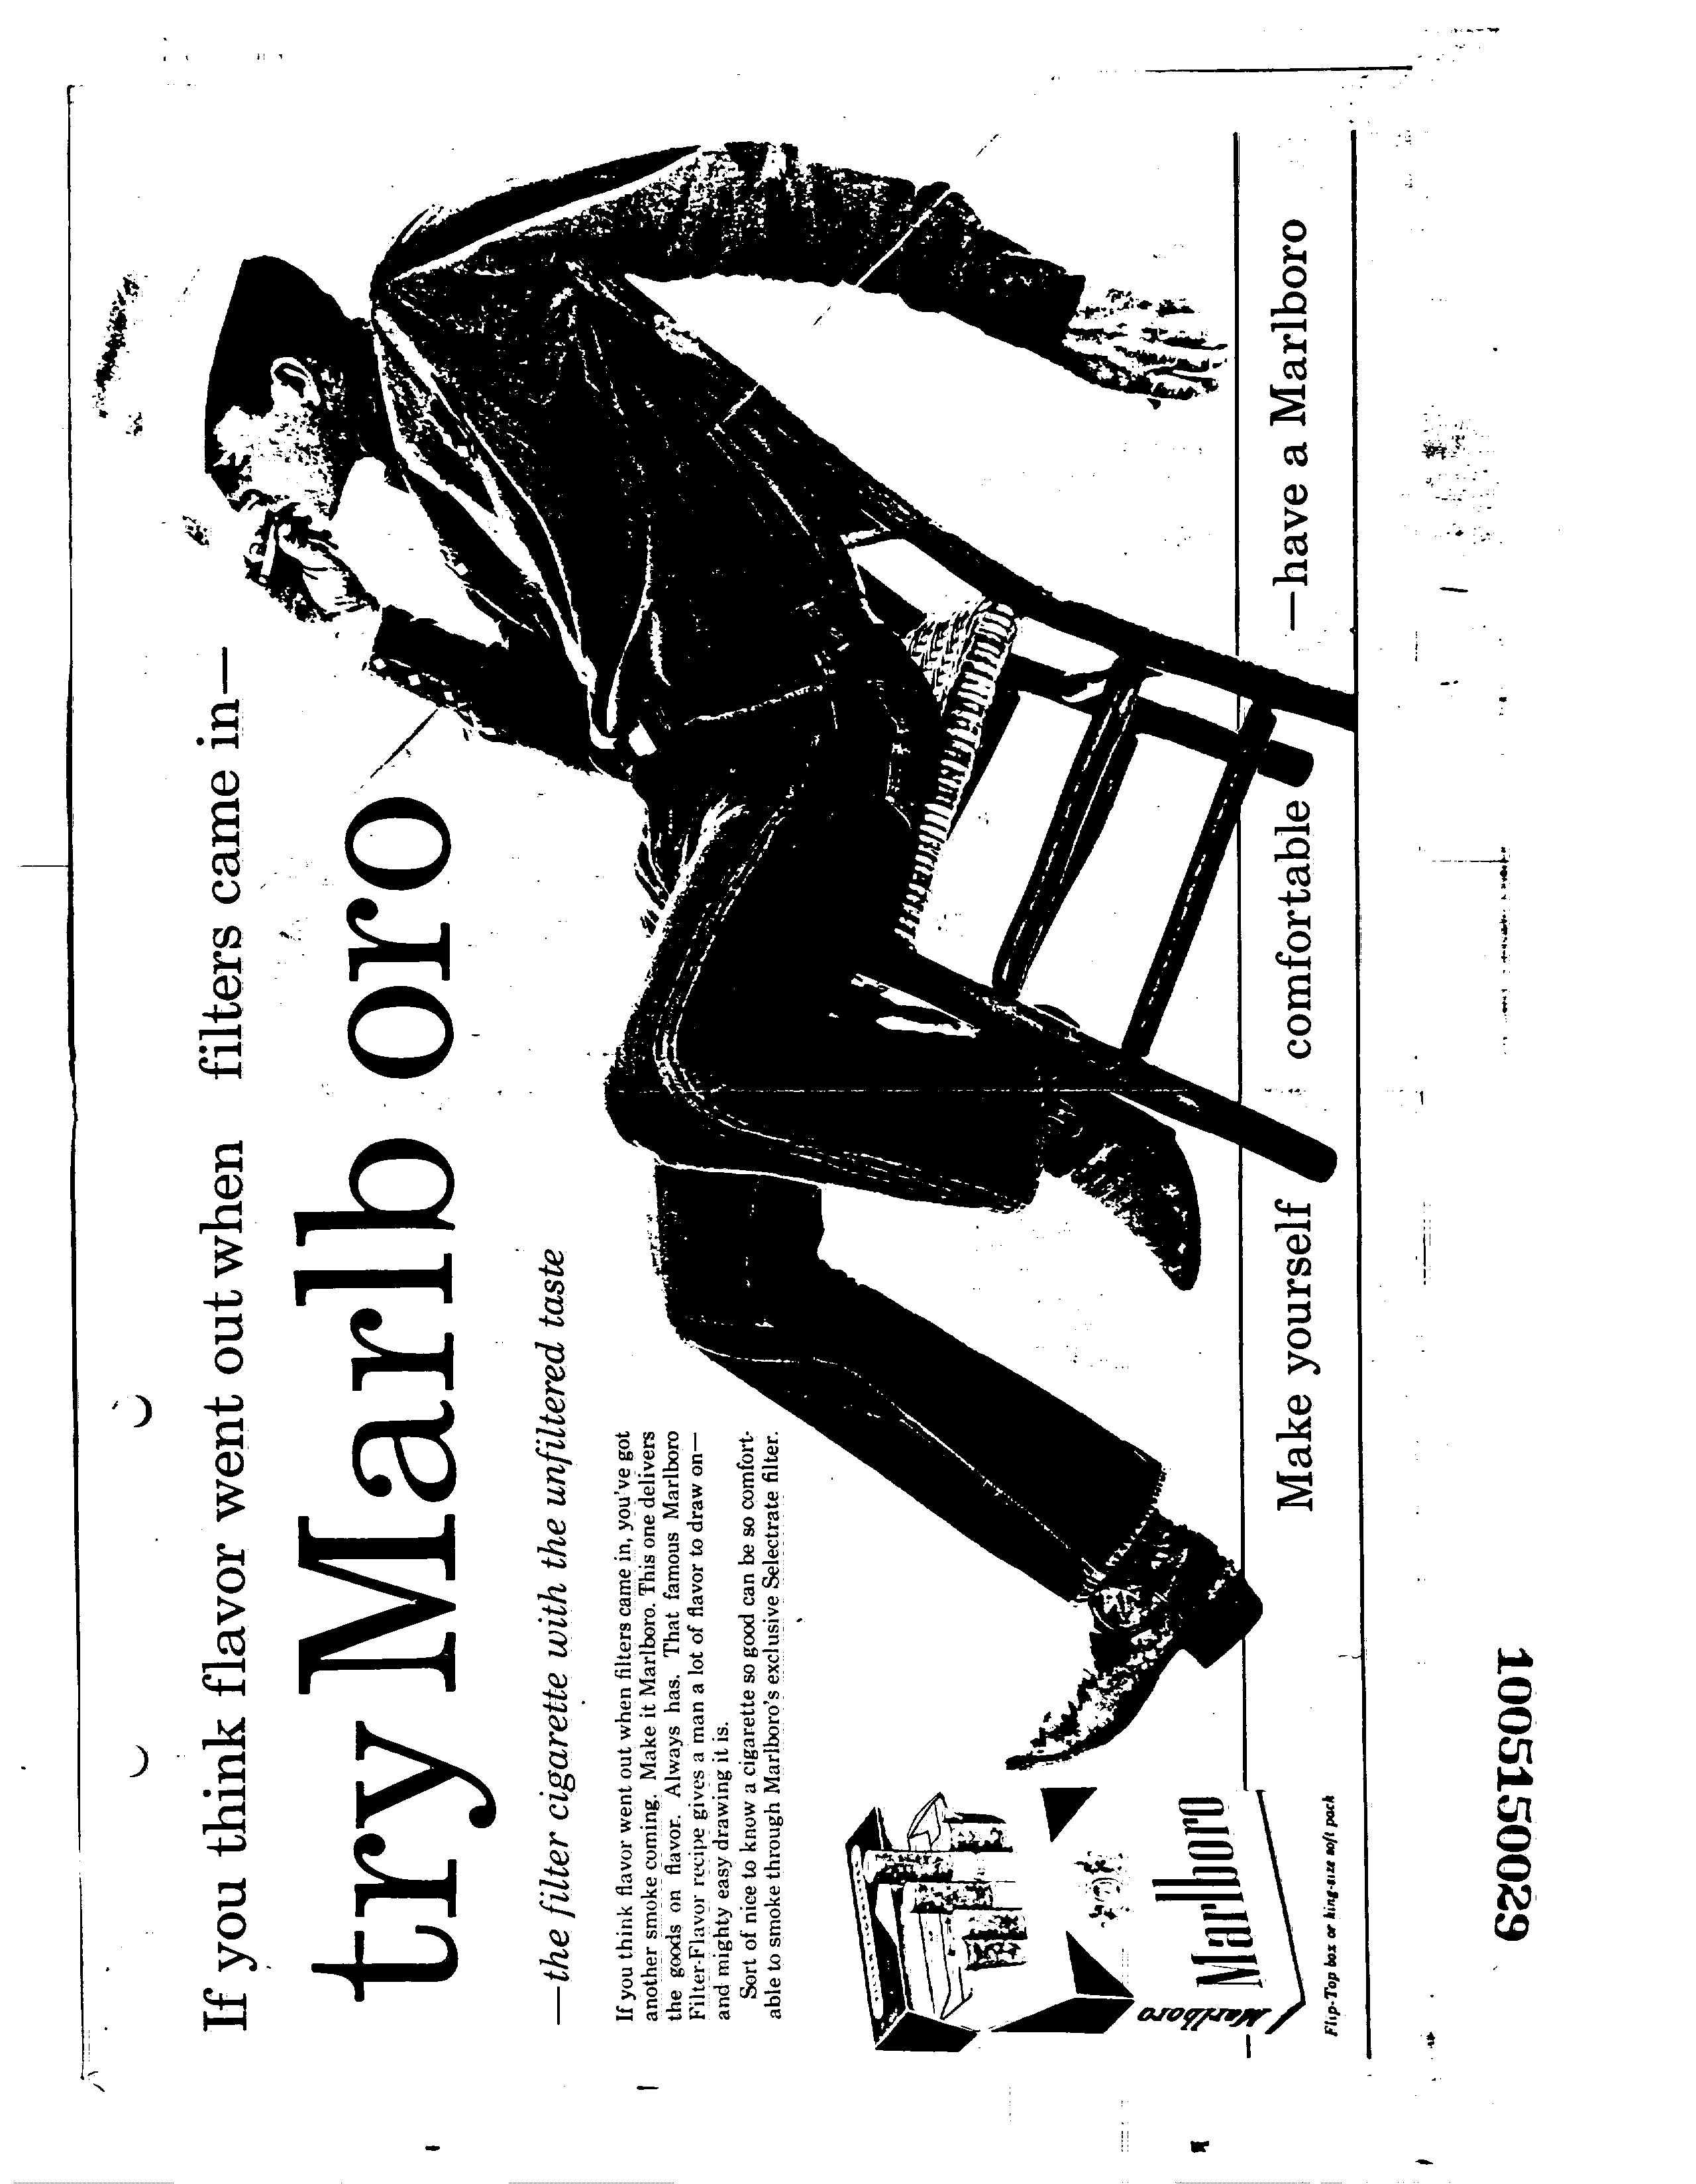 If you think flavor went out when filters came in—
try Marlboro
—the filter cigarette with the unfiltered taste
If you think flavor went out when filters came in, you've got
another smoke coming. Make it Marlboro. This one delivers
the goods on flavor. Always has. That famous Marlboro
Filter-Flavor recipe gives a man a lot of flavor to draw on—
and mighty easy drawing it is.
Sort of nice to know a cigarette so good can be so comfort-
able to smoke through Marlboro's exclusive Selectrate filter.
Marlboro
Marlboro
Flip-Top box or king-size soft pack
Make yourself comfortable —have a Marlboro
1005150029